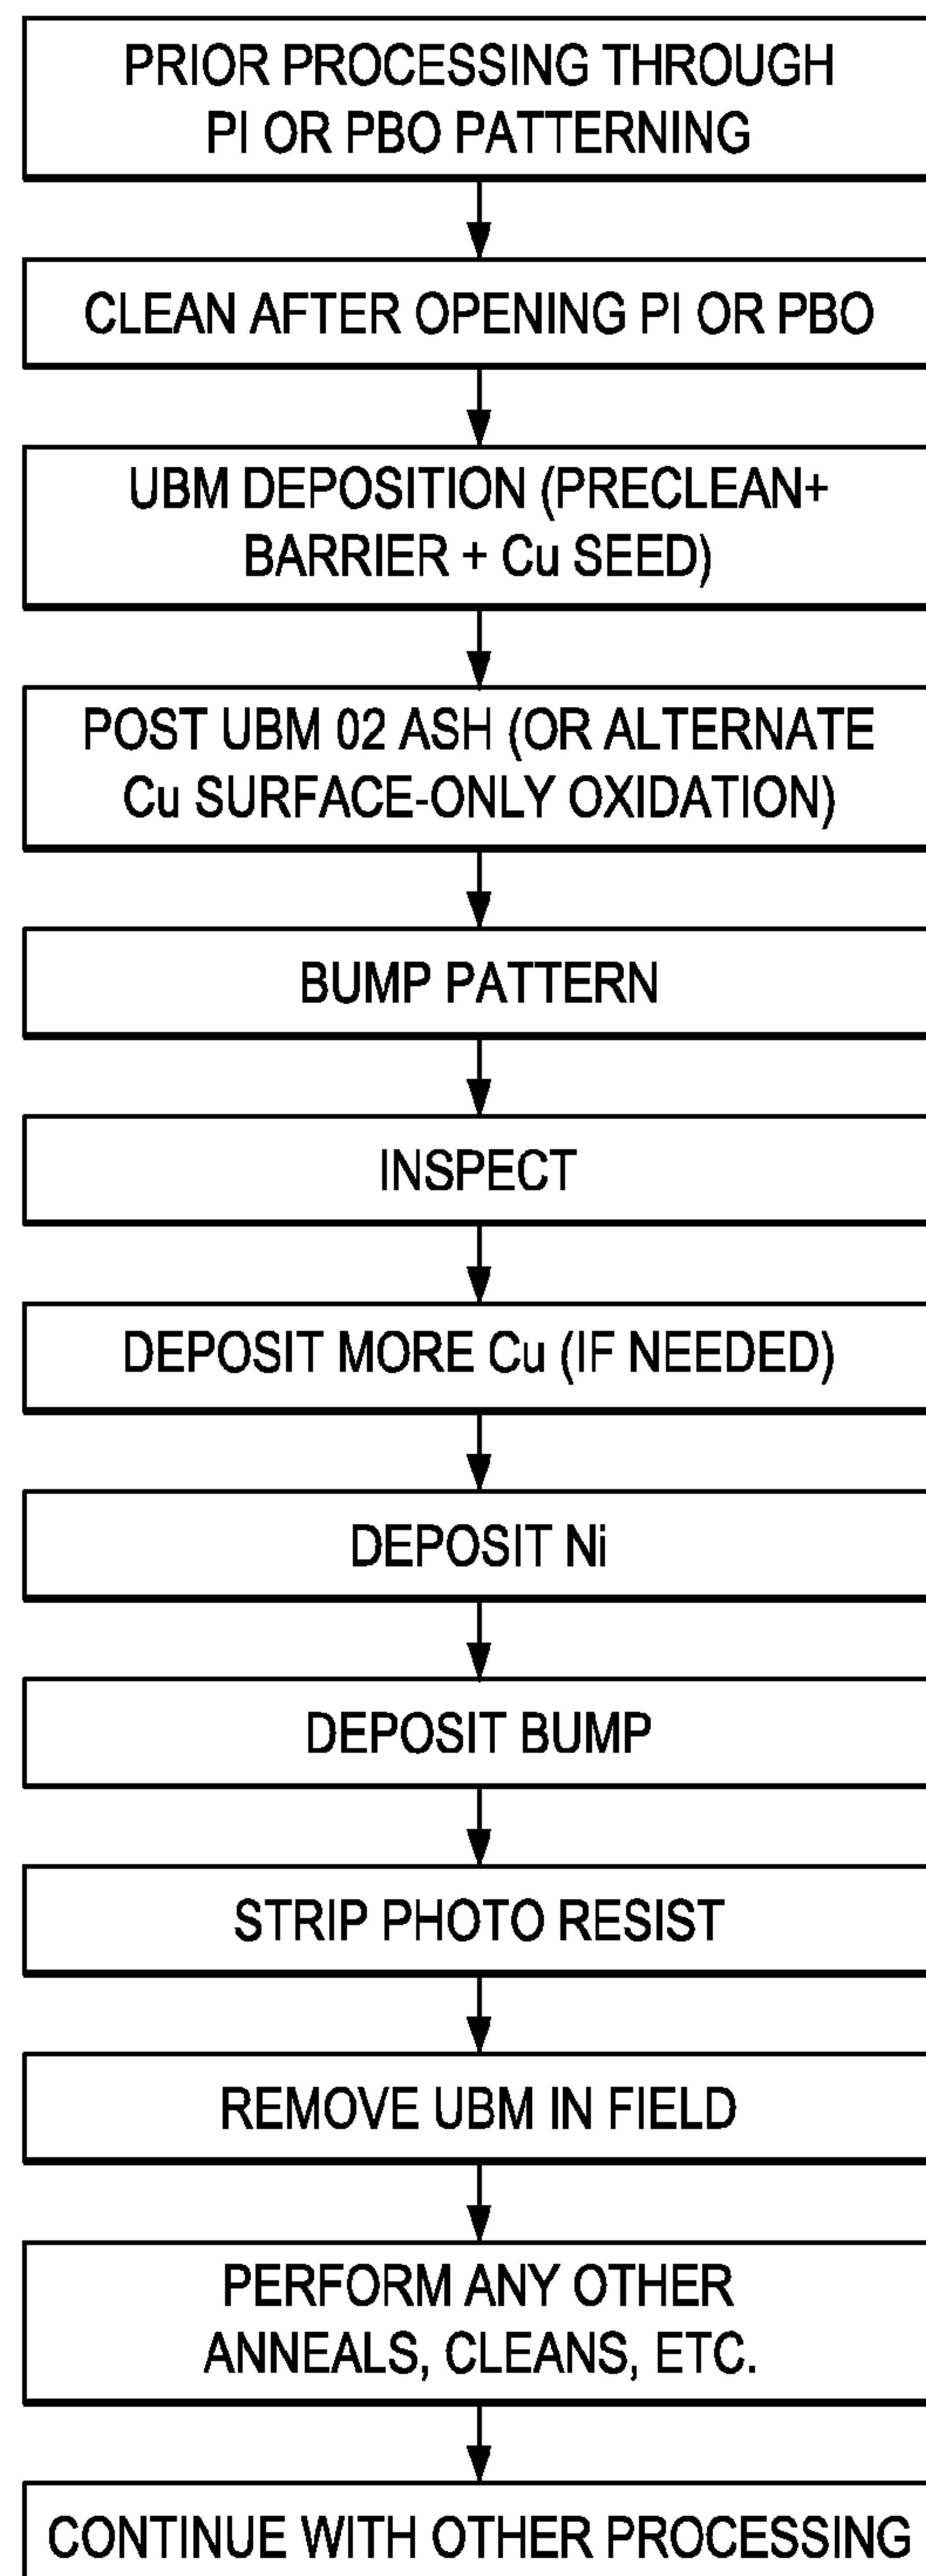 PRIOR PROCESSING THROUGH
PI OR PBO PATTERNING
CLEAN AFTER OPENING PI OR PBO
UBM DEPOSITION (PRECLEAN+
BARRIER + Cu SEED)
POST UBM 02 ASH (OR ALTERNATE
Cu SURFACE-ONLY OXIDATION)
BUMP PATTERN
INSPECT
DEPOSIT MORE Cu (IF NEEDED)
DEPOSIT Ni
DEPOSIT BUMP
STRIP PHOTO RESIST
REMOVE UBM IN FIELD
PERFORM ANY OTHER
ANNEALS, CLEANS, ETC.
CONTINUE WITH OTHER PROCESSING